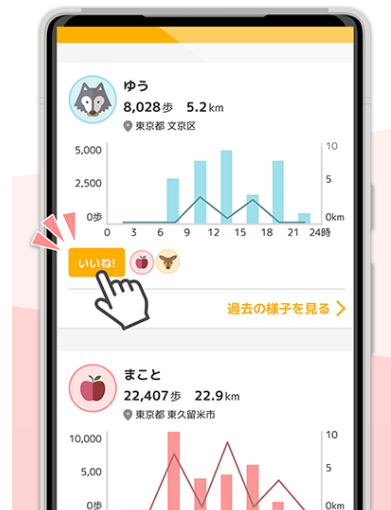 ゆう
8,028歩 5.2km
東京都 文京区
5,000
10
2,500
5
0歩
0km
0 3 6 9 12 15 18 21 24時
いいね!
過去の様子を見る
まこと
22,407歩 22.9km
東京都 東久留米市
10,000
10
5,00
5
0歩
0km